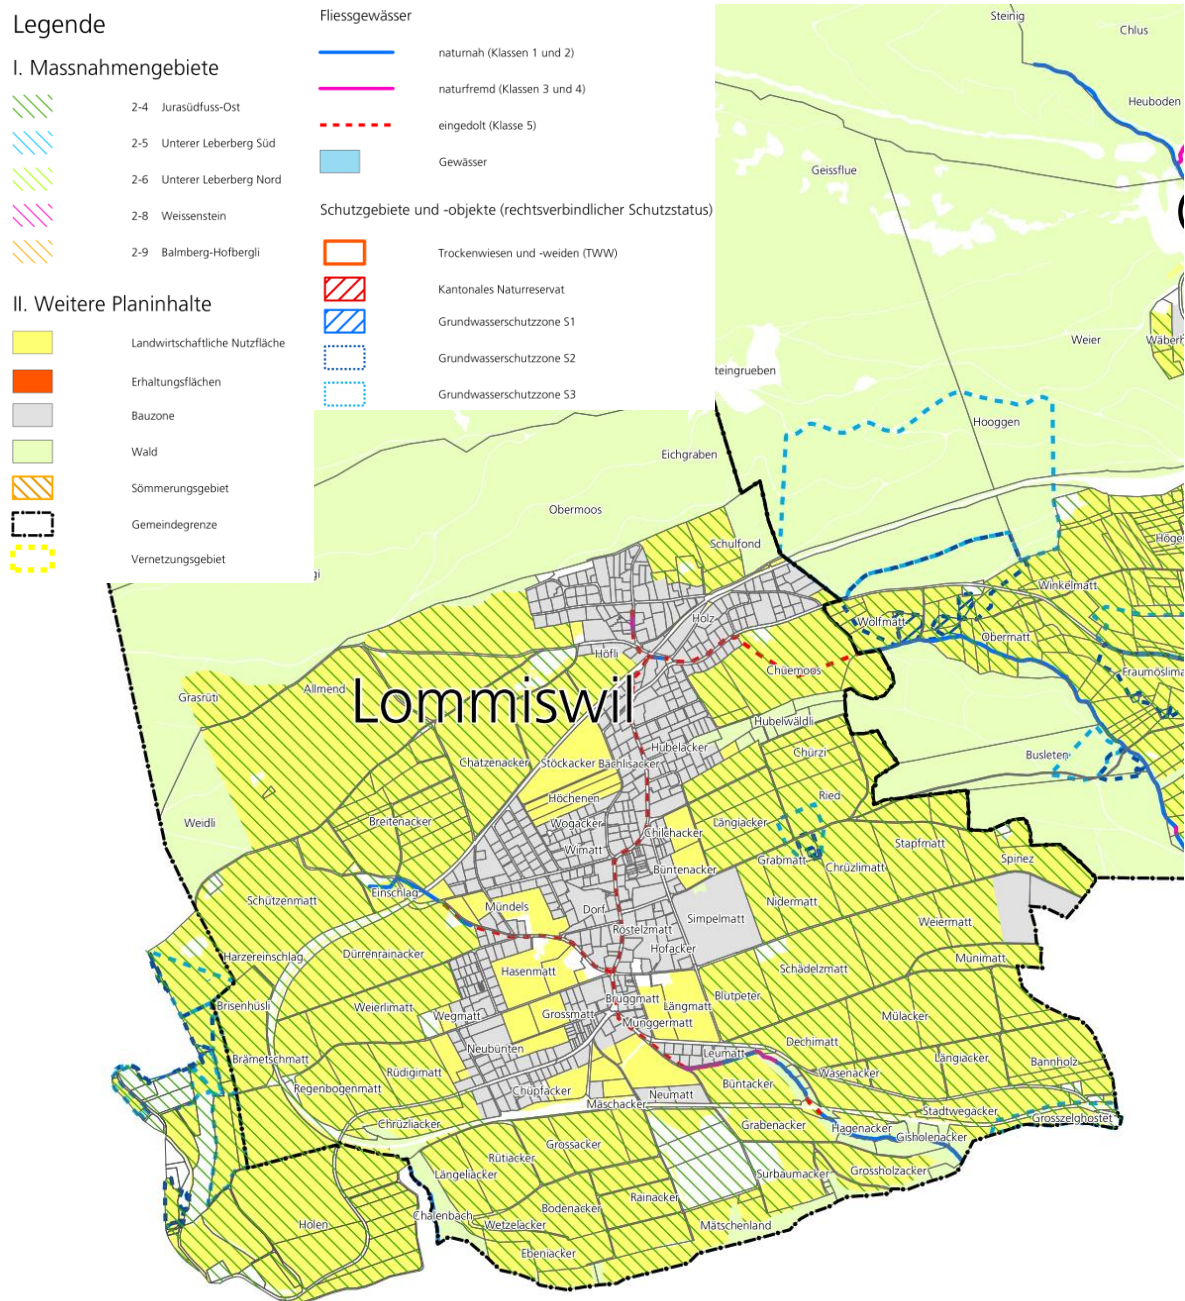 Legende
I. Massnahmengebiete
2-4 Jurasüdfuss-Ost
2-5 Unterer Leberberg Süd
2-6 Unterer Leberberg Nord
2-8 Weissenstein
2-9 Balmberg-Hofbergli
II. Weitere Planinhalte
Landwirtschaftliche Nutzfläche
Erhaltungsflächen
Bauzone
Wald
Sömmerungsgebiet
Gemeindegrenze
Vernetzungsgebiet
Fliessgewässer
naturnah (Klassen 1 und 2)
naturfremd (Klassen 3 und 4)
eingedolt (Klasse 5)
Gewässer
Schutzgebiete und -objekte (rechtsverbindlicher Schutzstatus)
Trockenwiesen und -weiden (TWW)
Kantonales Naturreservat
Grundwasserschutzzone S1
Grundwasserschutzzone S2
Grundwasserschutzzone S3
Steinig
Chlus
Heuboden
Geissflue
Weier
teingrueben
Hooggen
Eichgraben
Obermoos
Schulfond
Winkelmatt
Holz
Wolfmatt
Obermatt
Höfli
Chuemoos
Fraumöslima
Grasrüti
Allmend
Lommiswil
Hubelwäldli
Hubelacker
Chürzi
Busleten
Chatzenacker
Stöckacker
Bächlisacker
Höchenen
Ried
Weidli
Breitenacker
Wogacker
Längiacker
Chilchacker
Wimatt
Stapfmatt
Grabmatt
Chrüzlimatt
Spinez
Büntenacker
Einschlag
Schützenmatt
Mündels
Dorf
Nidermatt
Simpelmatt
Weiermatt
Röstelzmatt
Hofacker
Harzereinschlag
Dürrenrainacker
Munimatt
Hasenmatt
Schädelzmatt
Brisenhüsli
Weierlimatt
Bruggmatt
Längmatt
Blutpeter
Wegmatt
Grossmatt
Munggermatt
Mülacker
Neubünten
Dechimatt
Brämetschmatt
Leumatt
Längiacker
Bannholz
Rüdigimatt
Wasenacker
Regenbogenmatt
Chüpfacker
Büntacker
Neumatt
Mäschacker
Stadtwegacker
Grosszelghostet
Chrüzliacker
Grabenacker
Hagenacker
Gisholenacker
Grossacker
Rütiacker
Längeliacker
Surbaumacker
Grossholzacker
Rainacker
Bodenacker
Chalenbach
Holen
Wetzelacker
Mätschenland
Ebeniacker